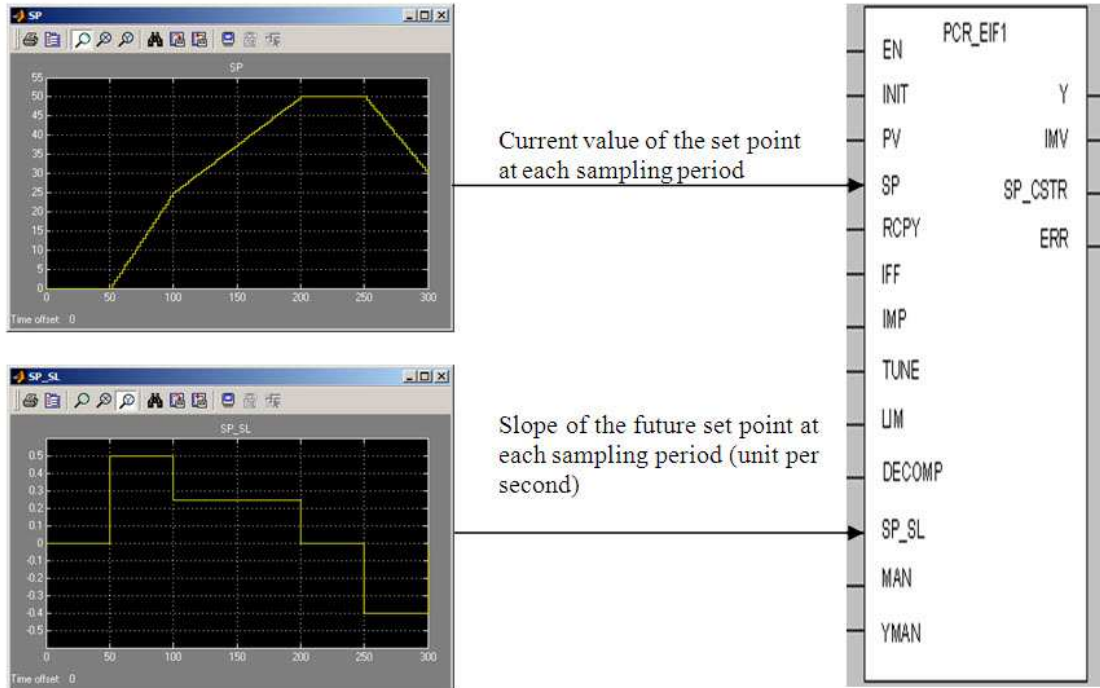 SP
SP
55
50
45
40
35
30
25
20
15
10
5
0
0 50 100 150 200 250 300
Time offset: 0
Current value of the set point
at each sampling period
SP_SL
SP_SL
0.5
0.4
0.3
0.2
0.1
0
-0.1
-0.2
-0.3
-0.4
-0.5
0 50 100 150 200 250 300
Time offset: 0
Slope of the future set point at
each sampling period (unit per
second)
PCR_EIF1
EN
INIT Y
PV IMV
SP SP_CSTR
RCPY ERR
IFF
IMP
TUNE
LIM
DECOMP
SP_SL
MAN
YMAN